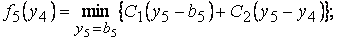 f₅(y₄) = min{C₁(y₅ − b₅) + C₂(y₅ − y₄)};
y₅=b₅